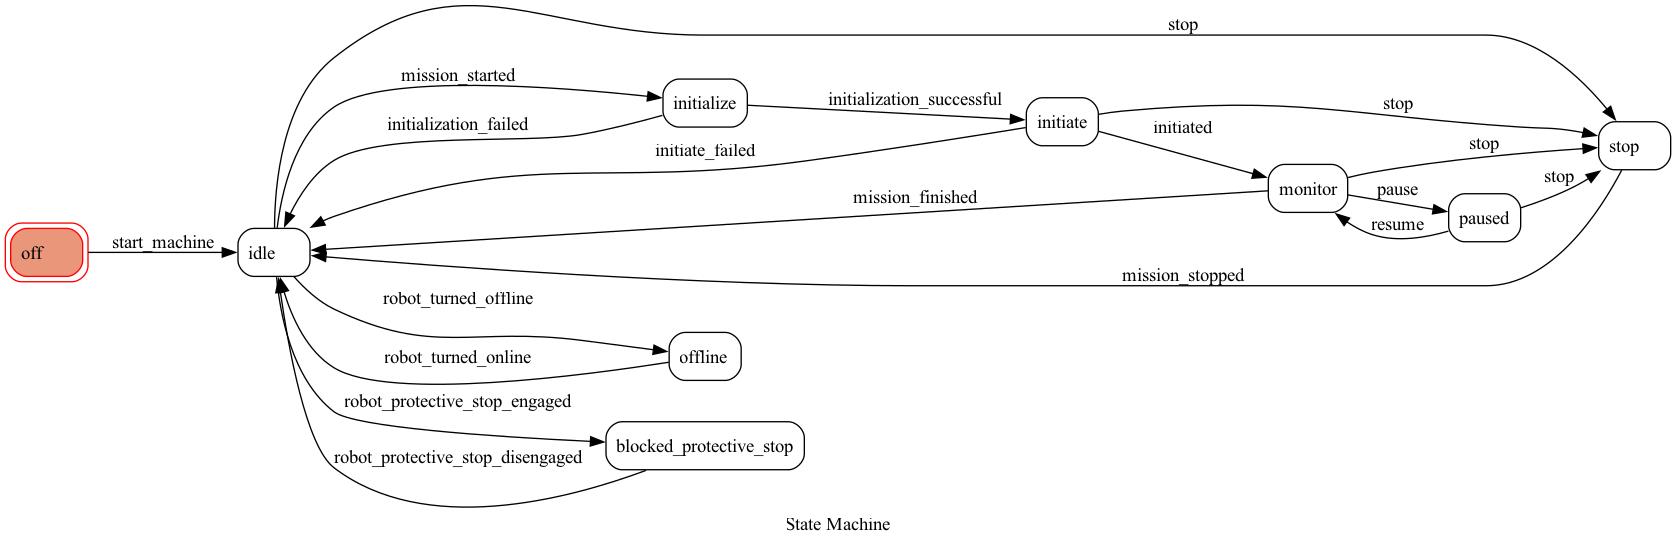 stop
mission_started
initialize
initialization_successful
initialization_failed
initiate
stop
initiated
initiate_failed
stop
stop
monitor
pause
stop
mission_finished
paused
resume
off
start_machine
idle
mission_stopped
robot_turned_offline
offline
robot_turned_online
robot_protective_stop_engaged
blocked_protective_stop
robot_protective_stop_disengaged
State Machine